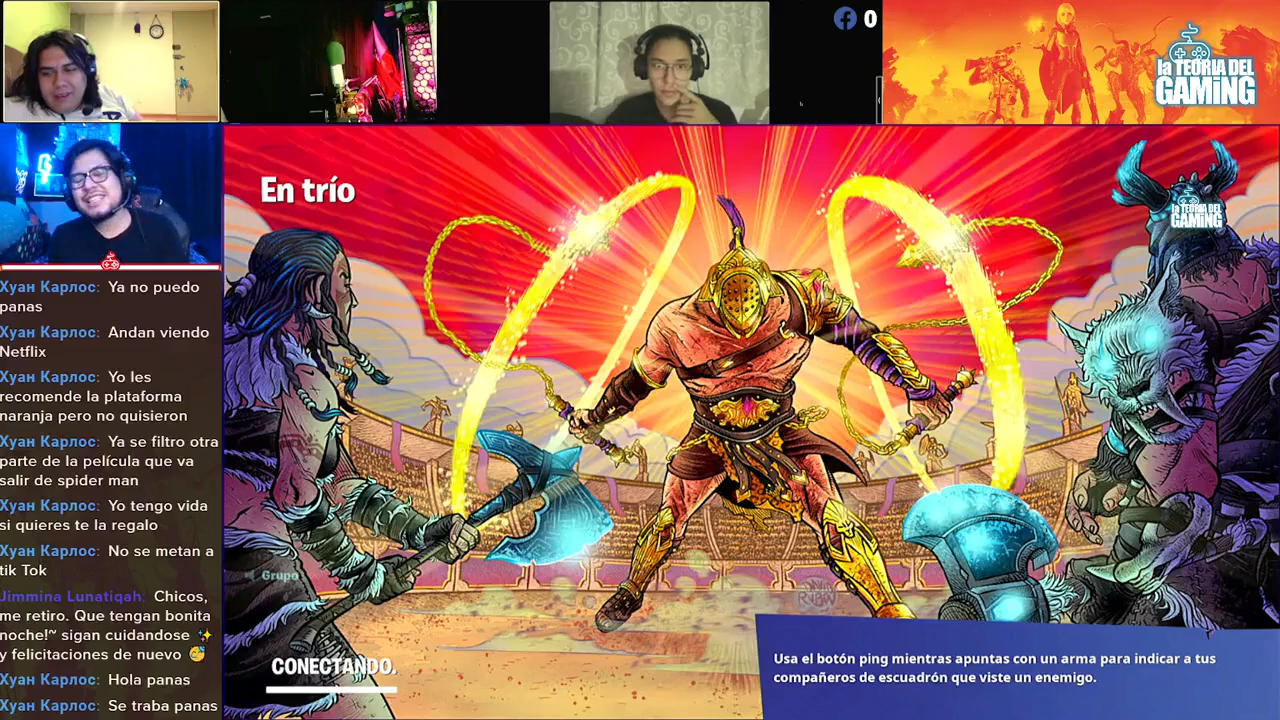 0
la TEORÍA DEL
GAMING
En trío
la TEORÍA DEL
GAMING
Хуан Карлос: Ya no puedo
panas
Хуан Карлос: Andan viendo
Netflix
Хуан Карлос: Yo les
recomende la plataforma
naranja pero no quisieron
Хуан Карлос: Ya se filtro otra
parte de la película que va
salir de spider man
Хуан Карлос: Yo tengo vida
si quieres te la regalo
Хуан Карлос: No se metan a
tik Tok
Jimmina Lunatiqah: Chicos,
me retiro. Que tengan bonita
noche!~ sigan cuidandose ✨
y felicitaciones de nuevo 🥳
Хуан Карлос: Hola panas
Хуан Карлос: Se traba panas
Grupo
CONECTANDO.
Usa el botón ping mientras apuntas con un arma para indicar a tus
compañeros de escuadrón que viste un enemigo.